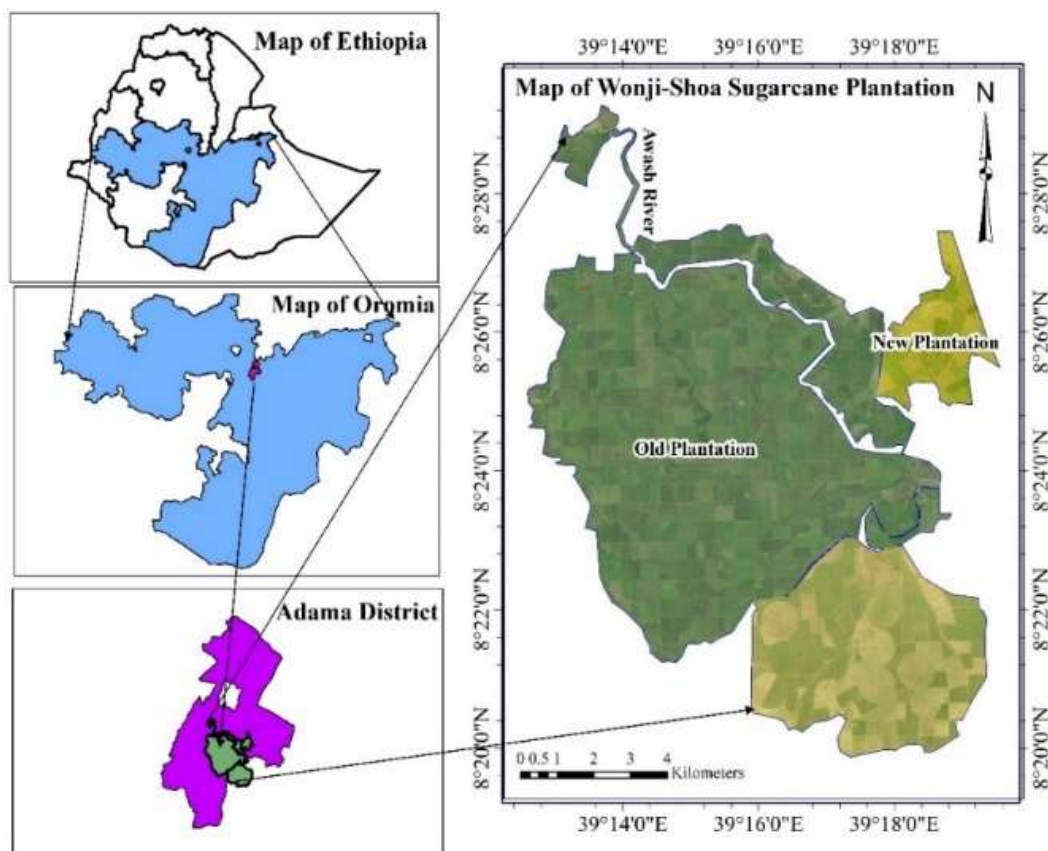 Map of Ethiopia
Map of Oromia
Adama District
39°14'0"E 39°16'0"E 39°18'0"E
Map of Wonji-Shoa Sugarcane Plantation
N
Awash River
New Plantation
Old Plantation
8°28'0"N
8°26'0"N
8°24'0"N
8°22'0"N
8°20'0"N
8°28'0"N
8°26'0"N
8°24'0"N
8°22'0"N
8°20'0"N
0 0.5 1 2 3 4
Kilometers
39°14'0"E 39°16'0"E 39°18'0"E